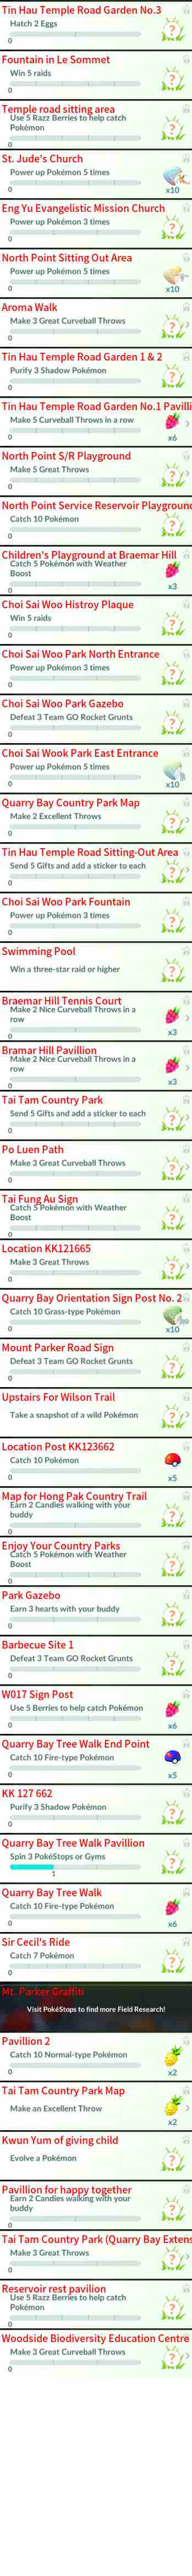 Tin Hau Temple Road Garden No.3
Hatch 2 Eggs
0
Fountain in Le Sommet
Win 5 raids
0
Temple road sitting area
Use 5 Razz Berries to help catch
Pokémon
0
St. Jude's Church
Power up Pokémon 5 times
0
x10
Eng Yu Evangelistic Mission Church
Power up Pokémon 3 times
0
North Point Sitting Out Area
Power up Pokémon 5 times
0
x10
Aroma Walk
Make 3 Great Curveball Throws
0
Tin Hau Temple Road Garden 1 & 2
Purify 3 Shadow Pokémon
0
Tin Hau Temple Road Garden No.1 Pavilli
Make 5 Curveball Throws in a row
0
x6
North Point S/R Playground
Make 5 Great Throws
0
North Point Service Reservoir Playground
Catch 10 Pokémon
0
Children's Playground at Braemar Hill
Catch 5 Pokémon with Weather
Boost
0
x3
Choi Sai Woo Histroy Plaque
Win 5 raids
0
Choi Sai Woo Park North Entrance
Power up Pokémon 3 times
0
Choi Sai Woo Park Gazebo
Defeat 3 Team GO Rocket Grunts
0
Choi Sai Wook Park East Entrance
Power up Pokémon 5 times
0
x10
Quarry Bay Country Park Map
Make 2 Excellent Throws
0
Tin Hau Temple Road Sitting-Out Area
Send 5 Gifts and add a sticker to each
0
Choi Sai Woo Park Fountain
Power up Pokémon 3 times
0
Swimming Pool
Win a three-star raid or higher
Braemar Hill Tennis Court
Make 2 Nice Curveball Throws in a
row
0
x3
Bramar Hill Pavillion
Make 2 Nice Curveball Throws in a
row
0
x3
Tai Tam Country Park
Send 5 Gifts and add a sticker to each
0
Po Luen Path
Make 3 Great Curveball Throws
0
Tai Fung Au Sign
Catch 5 Pokémon with Weather
Boost
0
Location KK121665
Make 3 Great Throws
0
Quarry Bay Orientation Sign Post No. 2
Catch 10 Grass-type Pokémon
0
x10
Mount Parker Road Sign
Defeat 3 Team GO Rocket Grunts
0
Upstairs For Wilson Trail
Take a snapshot of a wild Pokémon
Location Post KK123662
Catch 10 Pokémon
0
x5
Map for Hong Pak Country Trail
Earn 2 Candies walking with your
buddy
0
Enjoy Your Country Parks
Catch 5 Pokémon with Weather
Boost
0
Park Gazebo
Earn 3 hearts with your buddy
0
Barbecue Site 1
Defeat 3 Team GO Rocket Grunts
0
W017 Sign Post
Use 5 Berries to help catch Pokémon
0
x6
Quarry Bay Tree Walk End Point
Catch 10 Fire-type Pokémon
0
x5
KK 127 662
Purify 3 Shadow Pokémon
0
Quarry Bay Tree Walk Pavillion
Spin 3 PokéStops or Gyms
1
Quarry Bay Tree Walk
Catch 10 Fire-type Pokémon
0
x6
Sir Cecil's Ride
Catch 7 Pokémon
0
Mt. Parker Graffiti
Visit PokéStops to find more Field Research!
Pavillion 2
Catch 10 Normal-type Pokémon
0
x2
Tai Tam Country Park Map
Make an Excellent Throw
x2
Kwun Yum of giving child
Evolve a Pokémon
Pavillion for happy together
Earn 2 Candies walking with your
buddy
0
Tai Tam Country Park (Quarry Bay Extens
Make 3 Great Throws
0
Reservoir rest pavilion
Use 5 Razz Berries to help catch
Pokémon
0
Woodside Biodiversity Education Centre
Make 3 Great Curveball Throws
0